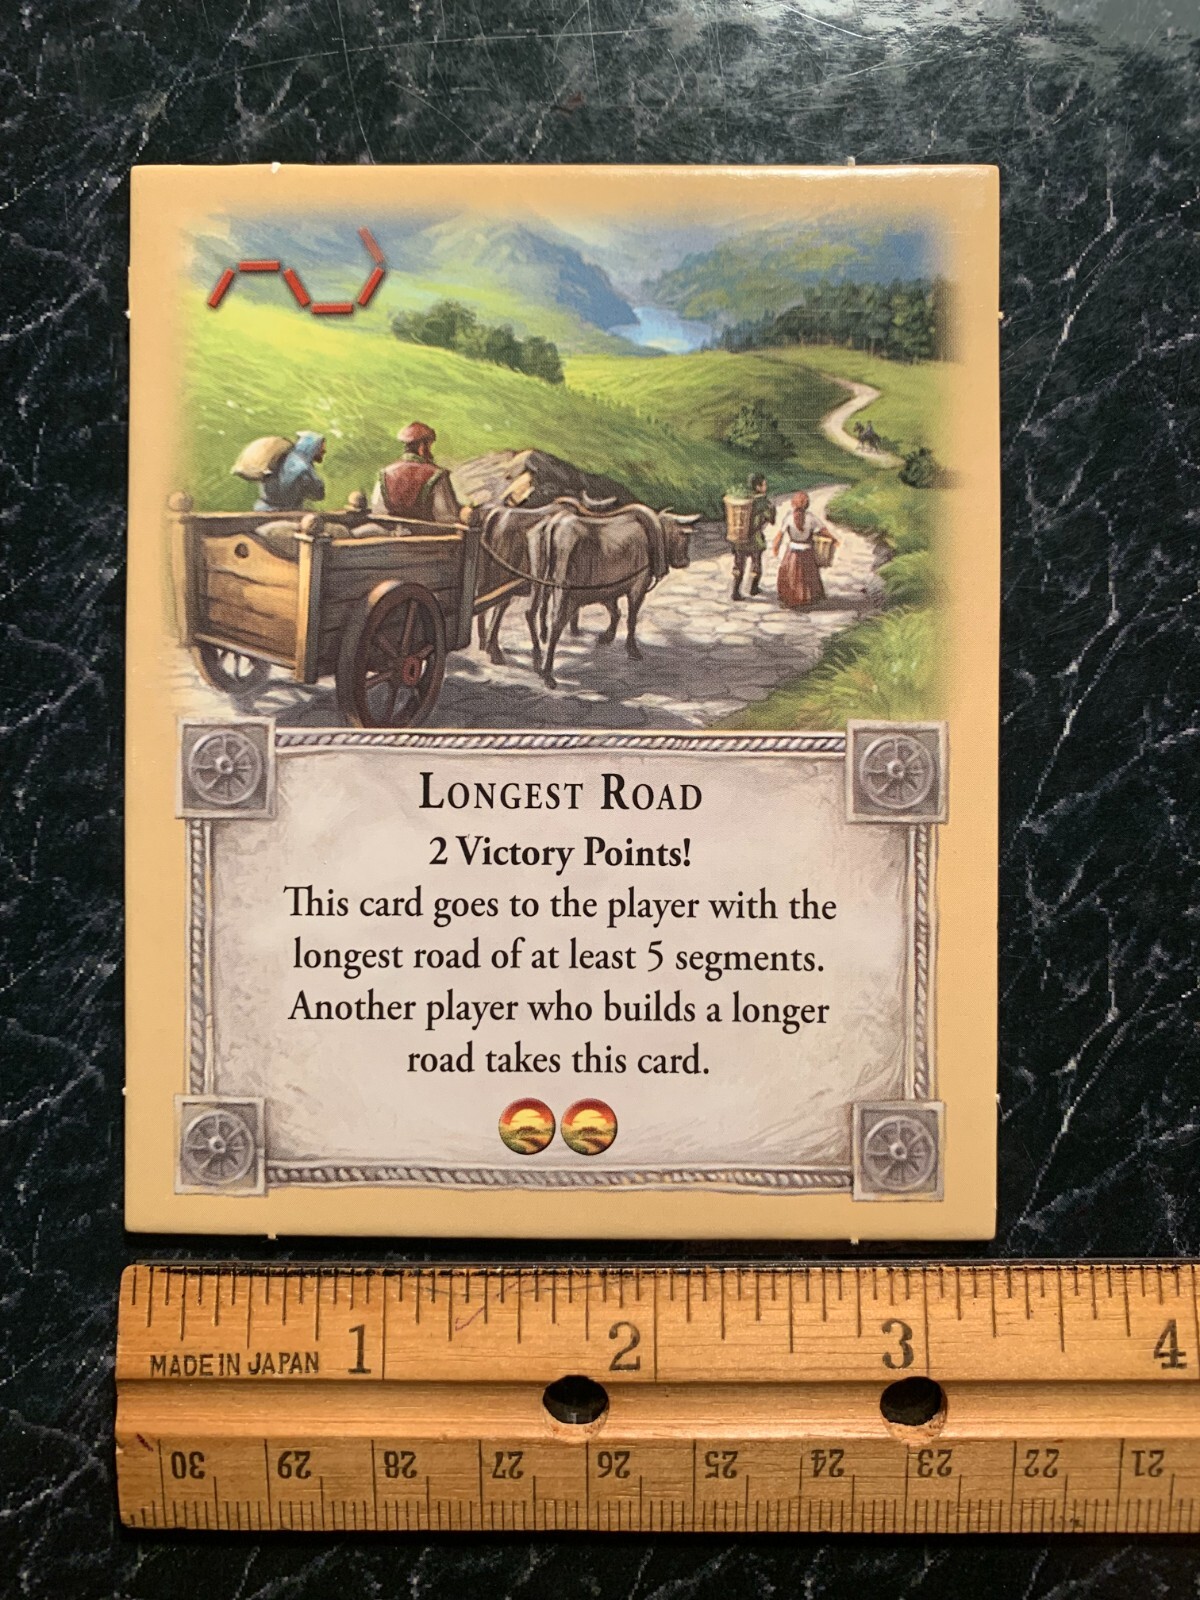 LONGEST ROAD
2 Victory Points!
This card goes to the player with the
longest road of at least 5 segments.
Another player who builds a longer
road takes this card.
1 2 3 4
MADE IN JAPAN
30 29 28 27 26 25 24 23 22 21